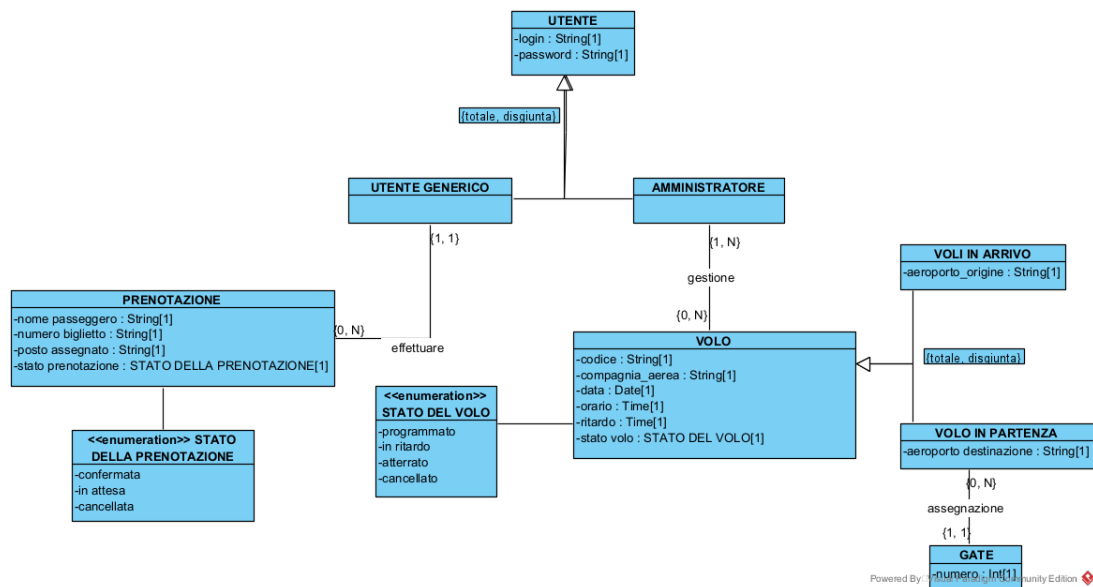 UTENTE
-login : String[1]
-password : String[1]
{totale, disgiunta}
UTENTE GENERICO
AMMINISTRATORE
{1, 1}
{1, N}
gestione
{0, N}
VOLI IN ARRIVO
-aeroporto_origine : String[1]
PRENOTAZIONE
-nome passeggero : String[1]
-numero biglietto : String[1]
-posto assegnato : String[1]
-stato prenotazione : STATO DELLA PRENOTAZIONE[1]
{0, N}
effettuare
VOLO
-codice : String[1]
-compagnia_aerea : String[1]
-data : Date[1]
-orario : Time[1]
-ritardo : Time[1]
-stato volo : STATO DEL VOLO[1]
{totale, disgiunta}
<<enumeration>>
STATO DEL VOLO
-programmato
-in ritardo
-atterrato
-cancellato
<<enumeration>> STATO
DELLA PRENOTAZIONE
-confermata
-in attesa
-cancellata
VOLO IN PARTENZA
-aeroporto destinazione : String[1]
{0, N}
assegnazione
{1, 1}
GATE
-numero : Int[1]
Powered By Visual Paradigm Community Edition